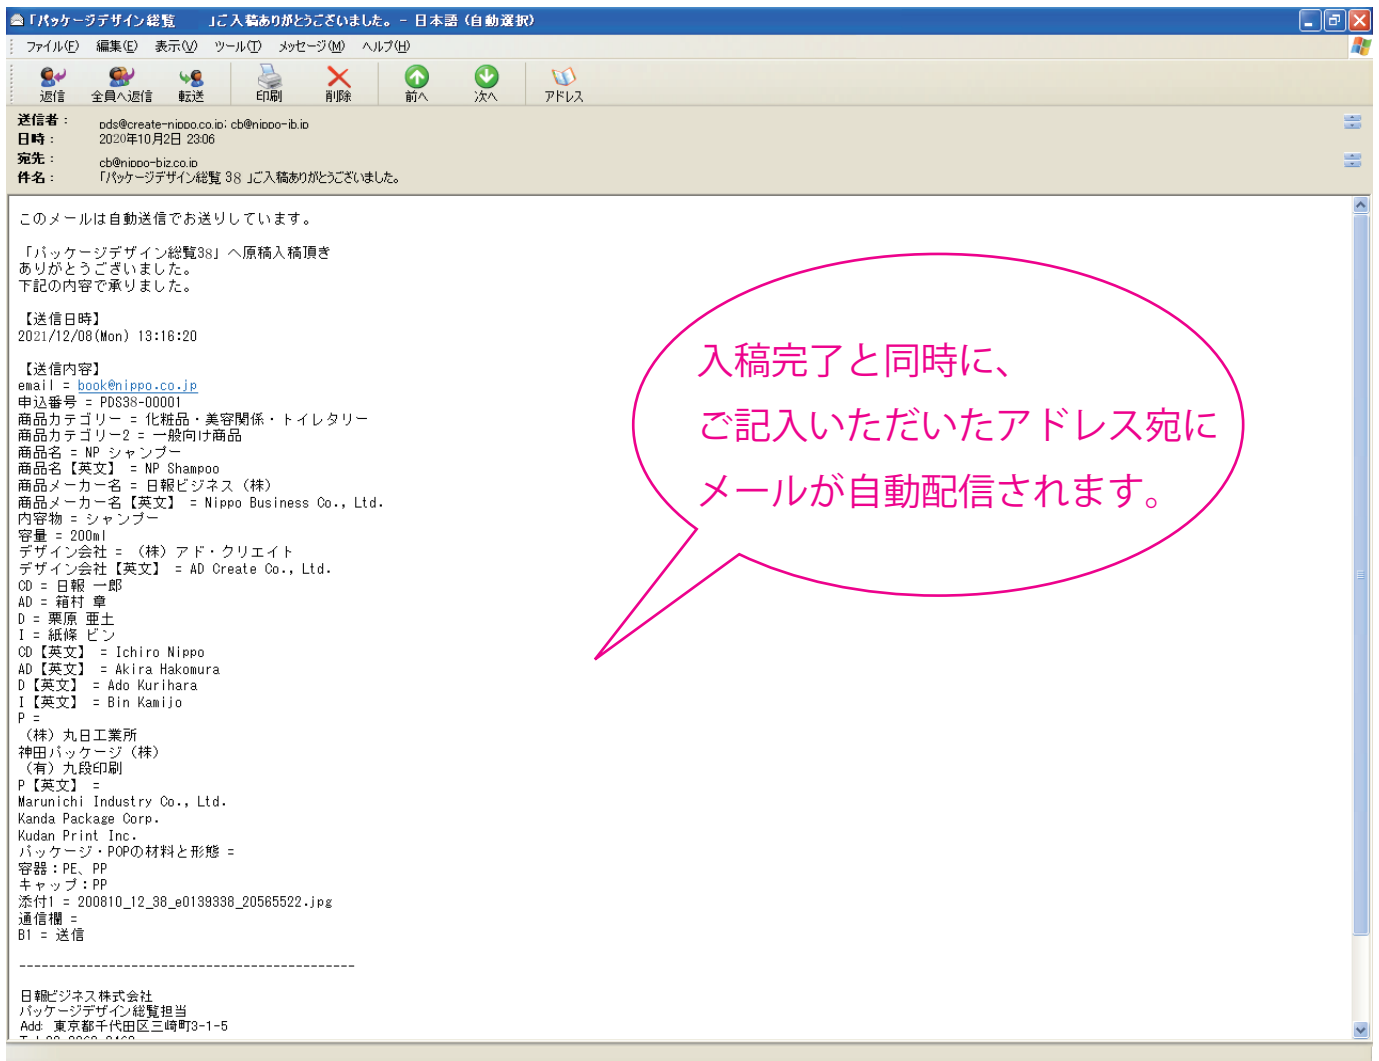 「パッケージデザイン総覧　　」ご入稿ありがとうございました。 - 日本語 (自動選択)
ファイル(F) 編集(E) 表示(V) ツール(T) メッセージ(M) ヘルプ(H)
返信 全員へ返信 転送 印刷 削除 前へ 次へ アドレス
送信者： pds@create-nippo.co.jp; cb@nippo-ib.jp
日時： 2020年10月2日 23:06
宛先： cb@nippo-biz.co.jp
件名： 「パッケージデザイン総覧 38 」ご入稿ありがとうございました。
このメールは自動送信でお送りしています。
「パッケージデザイン総覧38」へ原稿入稿頂き
ありがとうございました。
下記の内容で承りました。
【送信日時】
2021/12/08(Mon) 13:16:20
【送信内容】
email = book@nippo.co.jp
申込番号 = PDS38-00001
商品カテゴリー = 化粧品・美容関係・トイレタリー
商品カテゴリー2 = 一般向け商品
商品名 = NP シャンプー
商品名【英文】 = NP Shampoo
商品メーカー名 = 日報ビジネス（株）
商品メーカー名【英文】 = Nippo Business Co., Ltd.
内容物 = シャンプー
容量 = 200ml
デザイン会社 = （株）アド・クリエイト
デザイン会社【英文】 = AD Create Co., Ltd.
CD = 日報 一郎
AD = 箱村 章
D = 栗原 亜土
I = 紙條 ビン
CD【英文】 = Ichiro Nippo
AD【英文】 = Akira Hakomura
D【英文】 = Ado Kurihara
I【英文】 = Bin Kamijo
P =
（株）丸日工業所
神田パッケージ（株）
（有）九段印刷
P【英文】 =
Marunichi Industry Co., Ltd.
Kanda Package Corp.
Kudan Print Inc.
パッケージ・POPの材料と形態 =
容器：PE、PP
キャップ：PP
添付1 = 200810_12_38_e0139338_20565522.jpg
通信欄 =
B1 = 送信
---------------------------------------------
日報ビジネス株式会社
パッケージデザイン総覧担当
Add: 東京都千代田区三崎町3-1-5
入稿完了と同時に、
ご記入いただいたアドレス宛に
メールが自動配信されます。